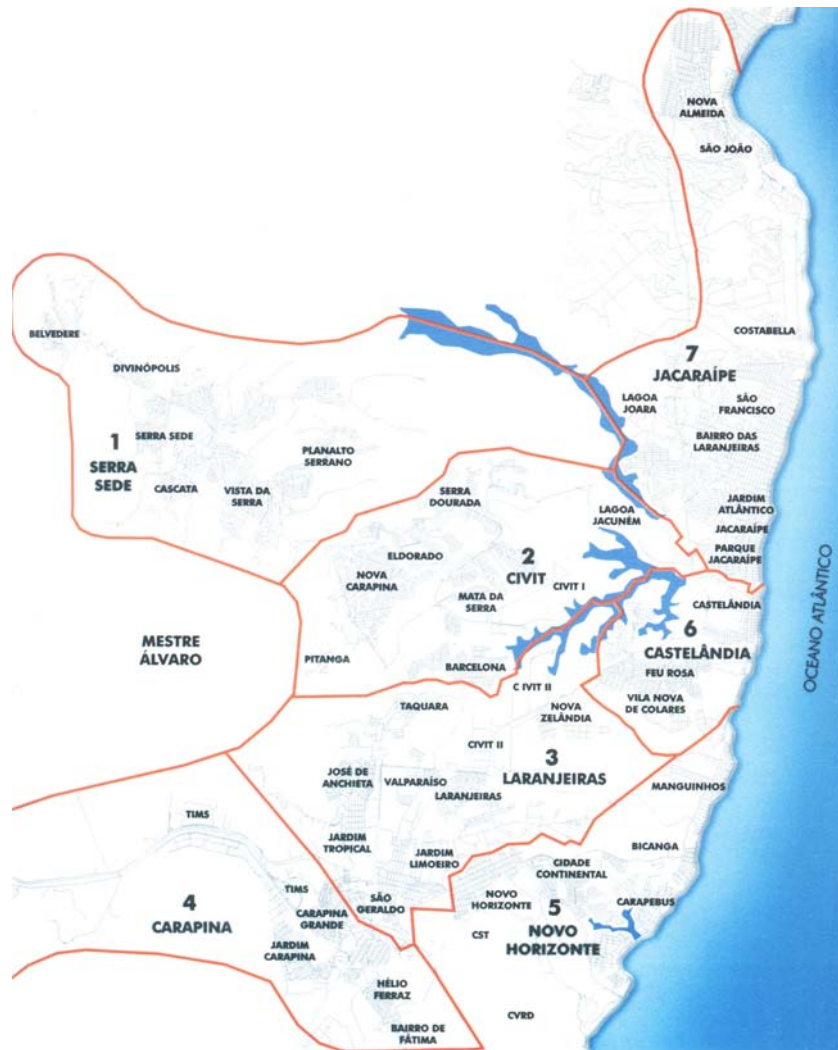 NOVA
ALMEIDA
SÃO JOÃO
COSTABELLA
BELVEDERE
DIVINÓPOLIS
7
JACARAÍPE
LAGOA
JOARA
SÃO
FRANCISCO
BAIRRO DAS
LARANJEIRAS
SERRA SEDE
1
SERRA
SEDE
PLANALTO
SERRANO
CASCATA
VISTA DA
SERRA
SERRA
DOURADA
LAGOA
JACUNÉM
JARDIM
ATLÂNTICO
JACARAÍPE
PARQUE
JACARAÍPE
ELDORADO
2
CIVIT
CIVIT I
NOVA
CARAPINA
MATA DA
SERRA
CASTELÂNDIA
6
CASTELÂNDIA
OCEANO ATLÂNTICO
MESTRE
ÁLVARO
PITANGA
BARCELONA
FEU ROSA
C IVIT II
VILA NOVA
DE COLARES
TAQUARA
NOVA
ZELÂNDIA
CIVIT II
3
LARANJEIRAS
JOSÉ DE
ANCHIETA
VALPARAÍSO
LARANJEIRAS
MANGUINHOS
TIMS
JARDIM
TROPICAL
JARDIM
LIMOEIRO
BICANGA
CIDADE
CONTINENTAL
4
CARAPINA
TIMS
CARAPINA
GRANDE
SÃO
GERALDO
NOVO
HORIZONTE
5
NOVO
HORIZONTE
CARAPEBUS
CST
JARDIM
CARAPINA
HÉLIO
FERRAZ
CVRD
BAIRRO DE
FÁTIMA